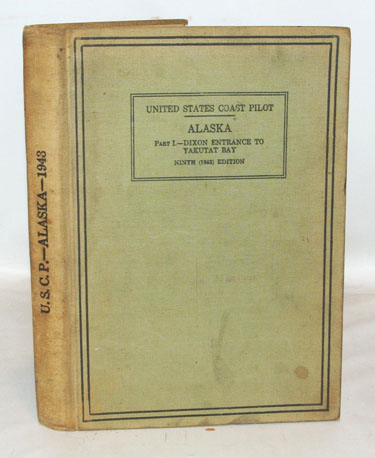 U. S. C. P.—ALASKA—1943
UNITED STATES COAST PILOT
ALASKA
PART I.—DIXON ENTRANCE TO
YAKUTAT BAY
NINTH (1943) EDITION